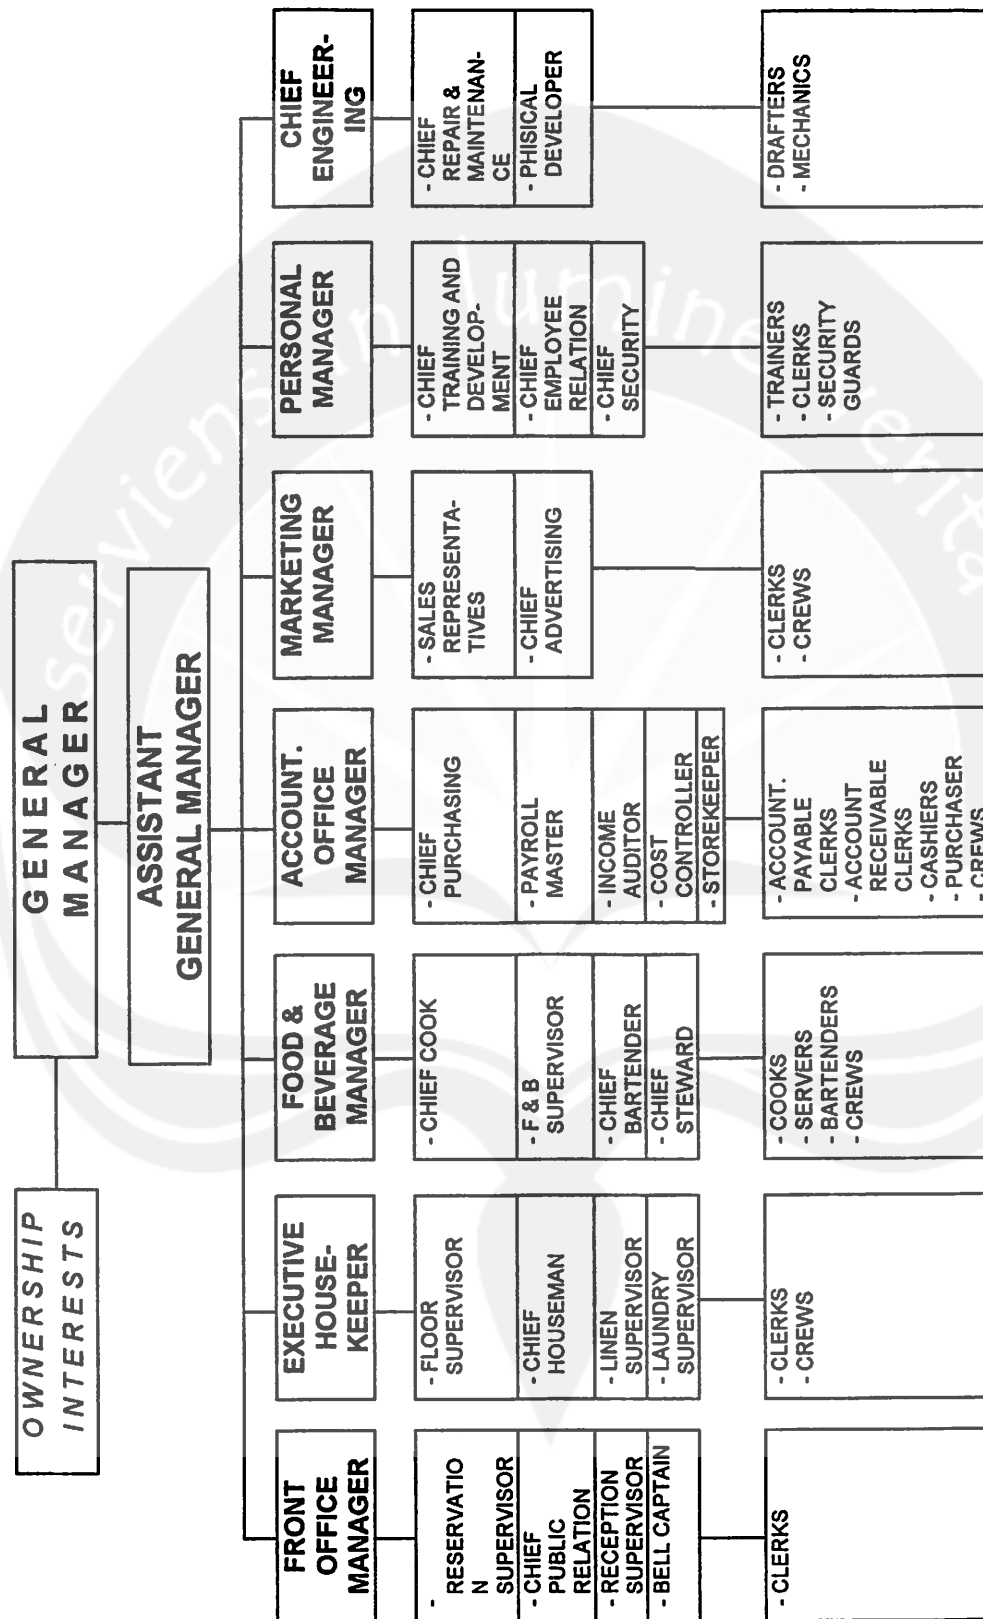 GENERAL
MANAGER
OWNERSHIP
INTERESTS
ASSISTANT
GENERAL MANAGER
FRONT
OFFICE
MANAGER
EXECUTIVE
HOUSE-
KEEPER
FOOD &
BEVERAGE
MANAGER
ACCOUNT.
OFFICE
MANAGER
MARKETING
MANAGER
PERSONAL
MANAGER
CHIEF
ENGINEER-
ING
-
RESERVATIO
N
SUPERVISOR
- CHIEF
PUBLIC
RELATION
- RECEPTION
SUPERVISOR
- BELL CAPTAIN
- FLOOR
SUPERVISOR
- CHIEF
HOUSEMAN
- LINEN
SUPERVISOR
- LAUNDRY
SUPERVISOR
- CHIEF COOK
- F & B
SUPERVISOR
- CHIEF
BARTENDER
- CHIEF
STEWARD
- CHIEF
PURCHASING
- PAYROLL
MASTER
- INCOME
AUDITOR
- COST
CONTROLLER
- STOREKEEPER
- SALES
REPRESENTA-
TIVES
- CHIEF
ADVERTISING
- CHIEF
TRAINING AND
DEVELOP-
MENT
- CHIEF
EMPLOYEE
RELATION
- CHIEF
SECURITY
- CHIEF
REPAIR &
MAINTENAN-
CE
- PHISICAL
DEVELOPER
- CLERKS
- CLERKS
- CREWS
- COOKS
- SERVERS
- BARTENDERS
- CREWS
- ACCOUNT.
PAYABLE
CLERKS
- ACCOUNT
RECEIVABLE
CLERKS
- CASHIERS
- PURCHASER
- CREWS
- CLERKS
- CREWS
- TRAINERS
- CLERKS
- SECURITY
GUARDS
- DRAFTERS
- MECHANICS
serviens in lumine verita